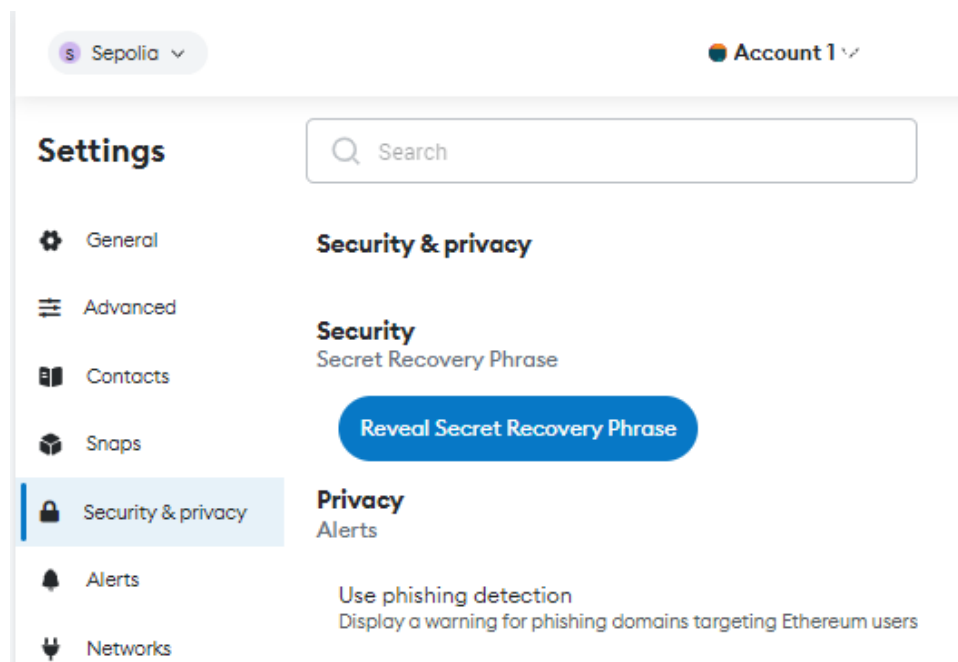 S Sepolia
Account 1
Settings
Search
General
Advanced
Contacts
Snaps
Security & privacy
Alerts
Networks
Security & privacy
Security
Secret Recovery Phrase
Reveal Secret Recovery Phrase
Privacy
Alerts
Use phishing detection
Display a warning for phishing domains targeting Ethereum users